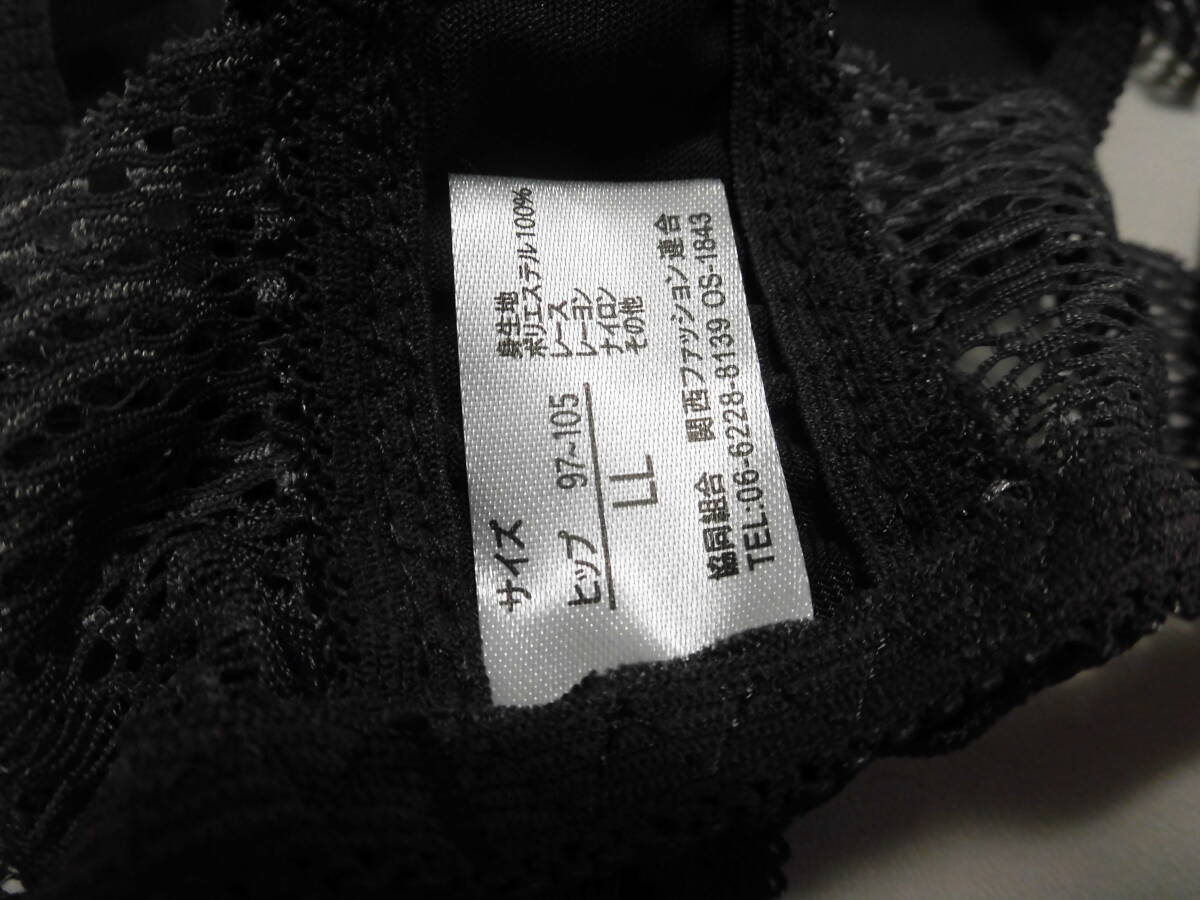 サイズ
ヒップ 97~105
LL
身生地
ポリエステル100%
レース
レーヨン
ナイロン
その他
協同組合 関西ファッション連合
TEL:06-6228-8139 OS-1843